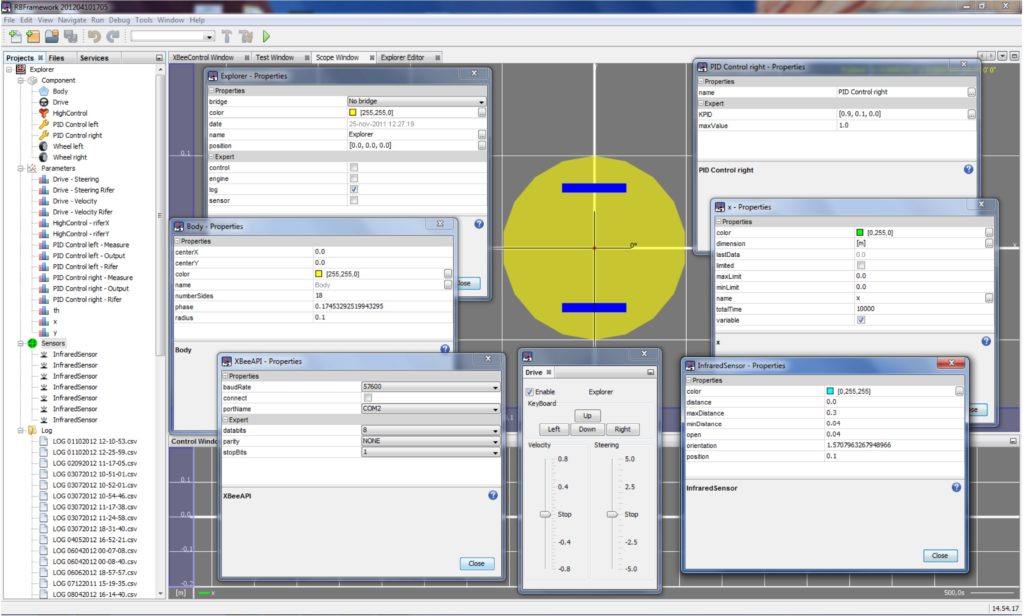 RBFramework 201204101705
File Edit View Navigate Run Debug Tools Window Help
Projects Files Services
Explorer
Component
Body
Drive
HighControl
PID Control left
PID Control right
Wheel left
Wheel right
Parameters
Drive - Steering
Drive - Steering Rifer
Drive - Velocity
Drive - Velocity Rifer
HighControl - riferX
HighControl - riferY
PID Control left - Measure
PID Control left - Output
PID Control left - Rifer
PID Control right - Measure
PID Control right - Output
PID Control right - Rifer
th
x
y
Sensors
InfraredSensor
InfraredSensor
InfraredSensor
InfraredSensor
InfraredSensor
InfraredSensor
InfraredSensor
Log
LOG 01102012 12-10-53.csv
LOG 01102012 12-25-59.csv
LOG 02092012 11-17-05.csv
LOG 03072012 10-51-01.csv
LOG 03072012 10-52-01.csv
LOG 03072012 10-54-46.csv
LOG 03072012 11-17-38.csv
LOG 03072012 11-24-58.csv
LOG 03072012 18-31-40.csv
LOG 04052012 16-52-21.csv
LOG 06042012 00-07-08.csv
LOG 06042012 00-08-40.csv
LOG 06062012 18-57-57.csv
LOG 07122011 15-19-35.csv
LOG 08042012 16-14-40.csv
XBeeControl Window Test Window Scope Window Explorer Editor
Explorer - Properties
Properties
bridge No bridge
color [255,255,0]
date 25-nov-2011 12.27.19
name Explorer
position [0.0, 0.0, 0.0]
Expert
control
engine
log
sensor
Close
Body - Properties
Properties
centerX 0.0
centerY 0.0
color [255,255,0]
name Body
numberSides 18
phase 0.17453292519943295
radius 0.1
Body
XBeeAPI - Properties
Properties
baudRate 57600
connect
portName COM2
Expert
databits 8
parity NONE
stopBits 1
XBeeAPI
Close
0.1
0°
PID Control right - Properties
Properties
name PID Control right
Expert
KPID [0.9, 0.1, 0.0]
maxValue 1.0
PID Control right
x - Properties
Properties
color [0,255,0]
dimension [m]
lastData 0.0
limited
maxLimit 0.0
minLimit 0.0
name x
totalTime 10000
variable
x
Drive
Enable Explorer
KeyBoard
Up
Left Down Right
Velocity Steering
0.8 5.0
0.4 2.5
Stop Stop
-0.4 -2.5
-0.8 -5.0
InfraredSensor - Properties
Properties
color [0,255,255]
distance 0.0
maxDistance 0.3
minDistance 0.04
open 0.04
orientation 1.5707963267948966
position 0.1
InfraredSensor
Close
0.1
0.0
-0.1
-0.2
[m] x 500,0s
14.54.17